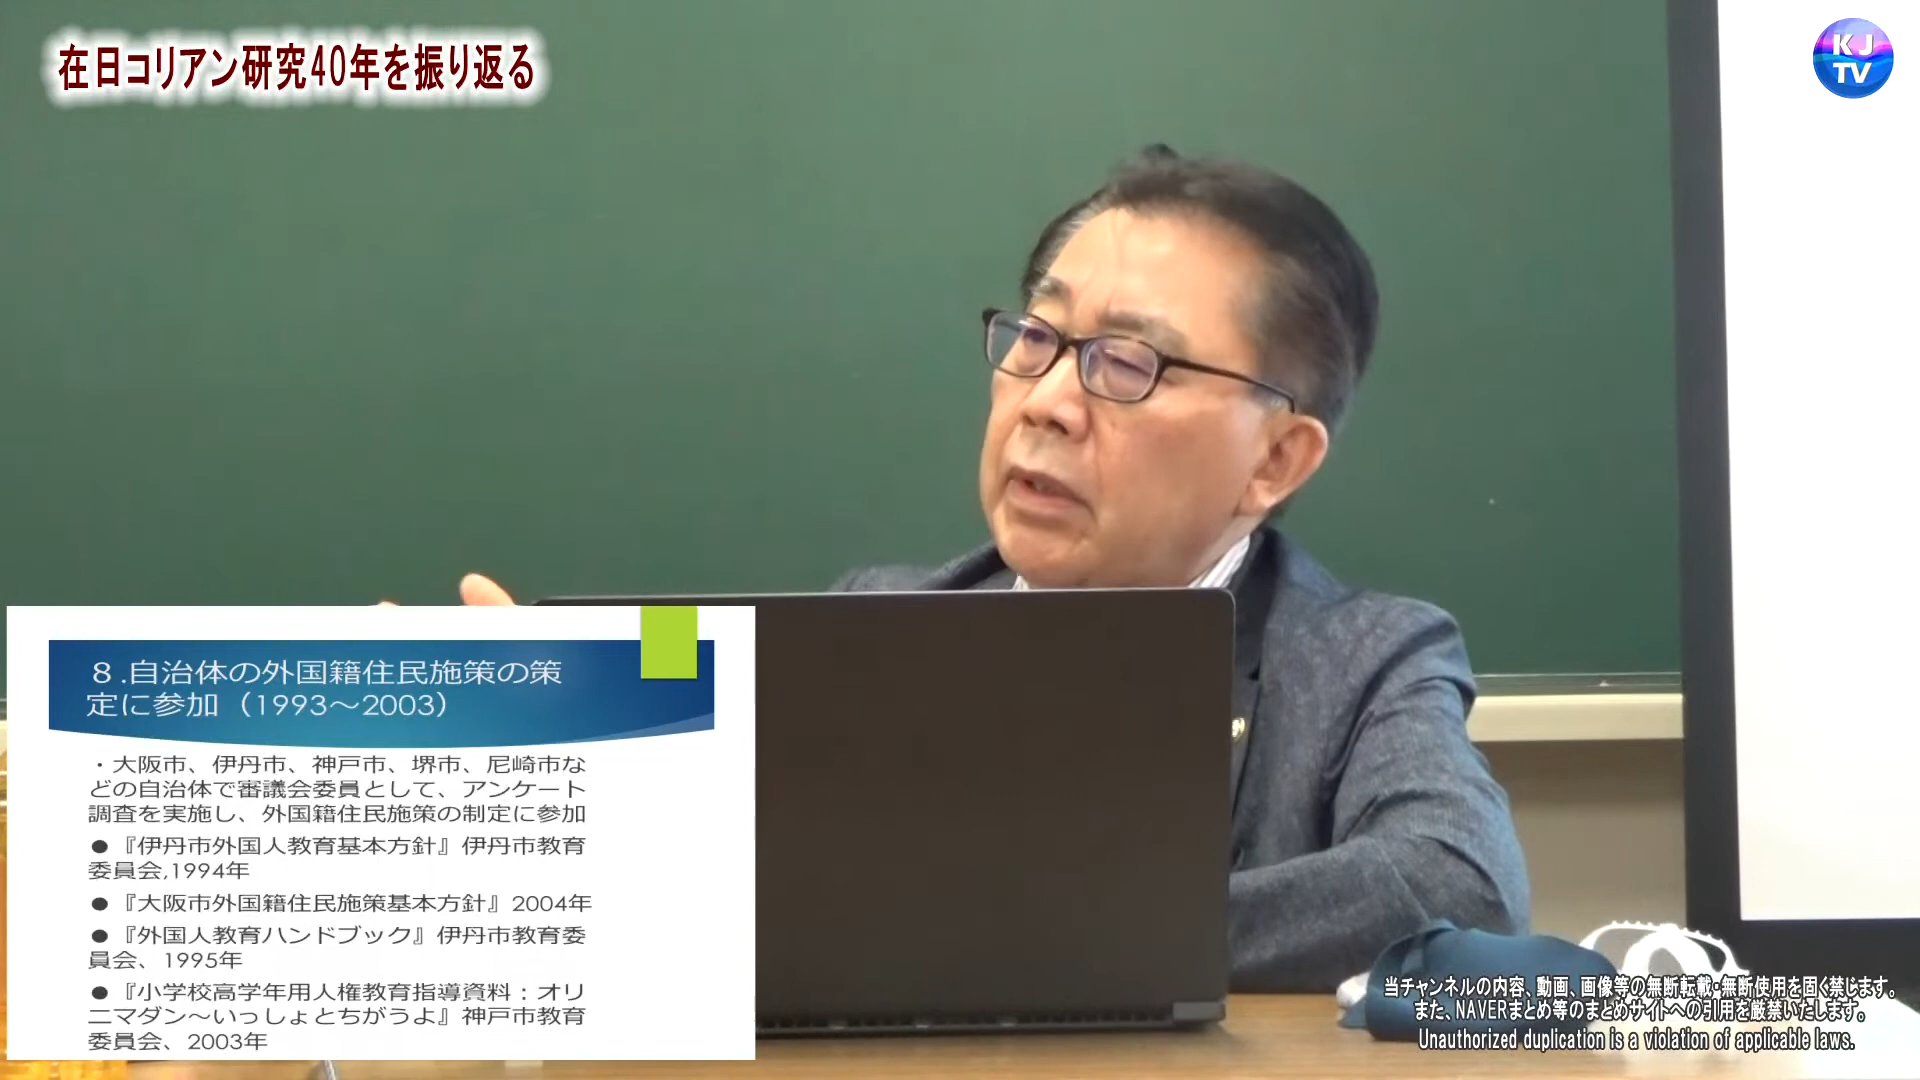 在日コリアン研究40年を振り返る
KJ
TV
８.自治体の外国籍住民施策の策
定に参加（1993～2003）
・大阪市、伊丹市、神戸市、堺市、尼崎市な
どの自治体で審議会委員として、アンケート
調査を実施し、外国籍住民施策の制定に参加
●『伊丹市外国人教育基本方針』伊丹市教育
委員会,1994年
●『大阪市外国籍住民施策基本方針』2004年
●『外国人教育ハンドブック』伊丹市教育委
員会、1995年
●『小学校高学年用人権教育指導資料：オリ
ニマダン～いっしょとちがうよ』神戸市教育
委員会、2003年
当チャンネルの内容、動画、画像等の無断転載・無断使用を固く禁じます。
また、NAVERまとめ等のまとめサイトへの引用を厳禁いたします。
Unauthorized duplication is a violation of applicable laws.